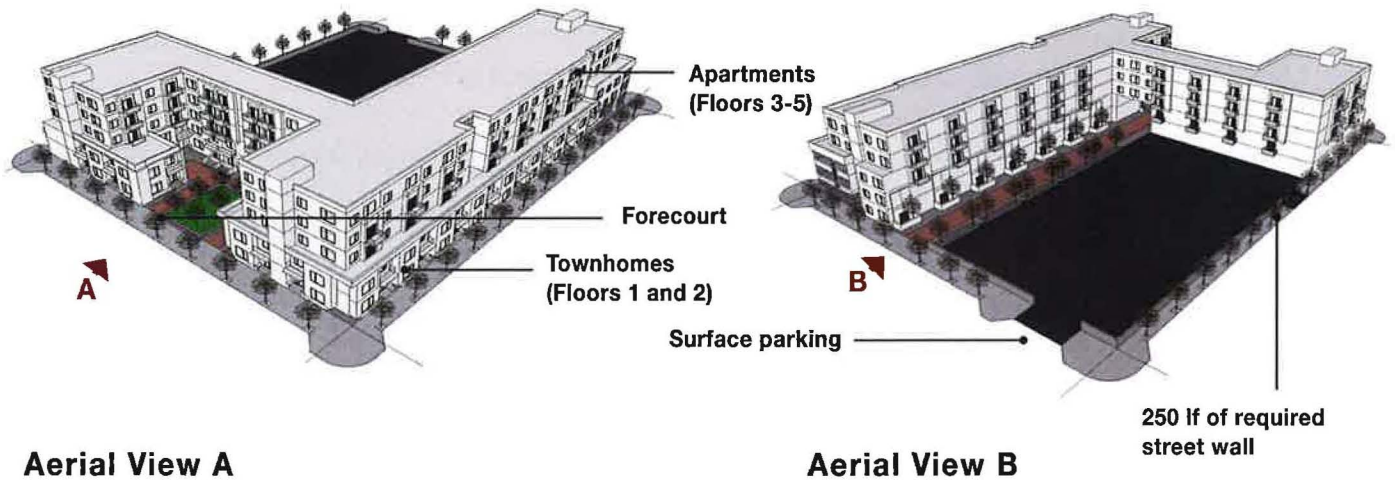 Apartments
(Floors 3-5)
Forecourt
A
Townhomes
(Floors 1 and 2)
B
Surface parking
250 lf of required
street wall
Aerial View A
Aerial View B